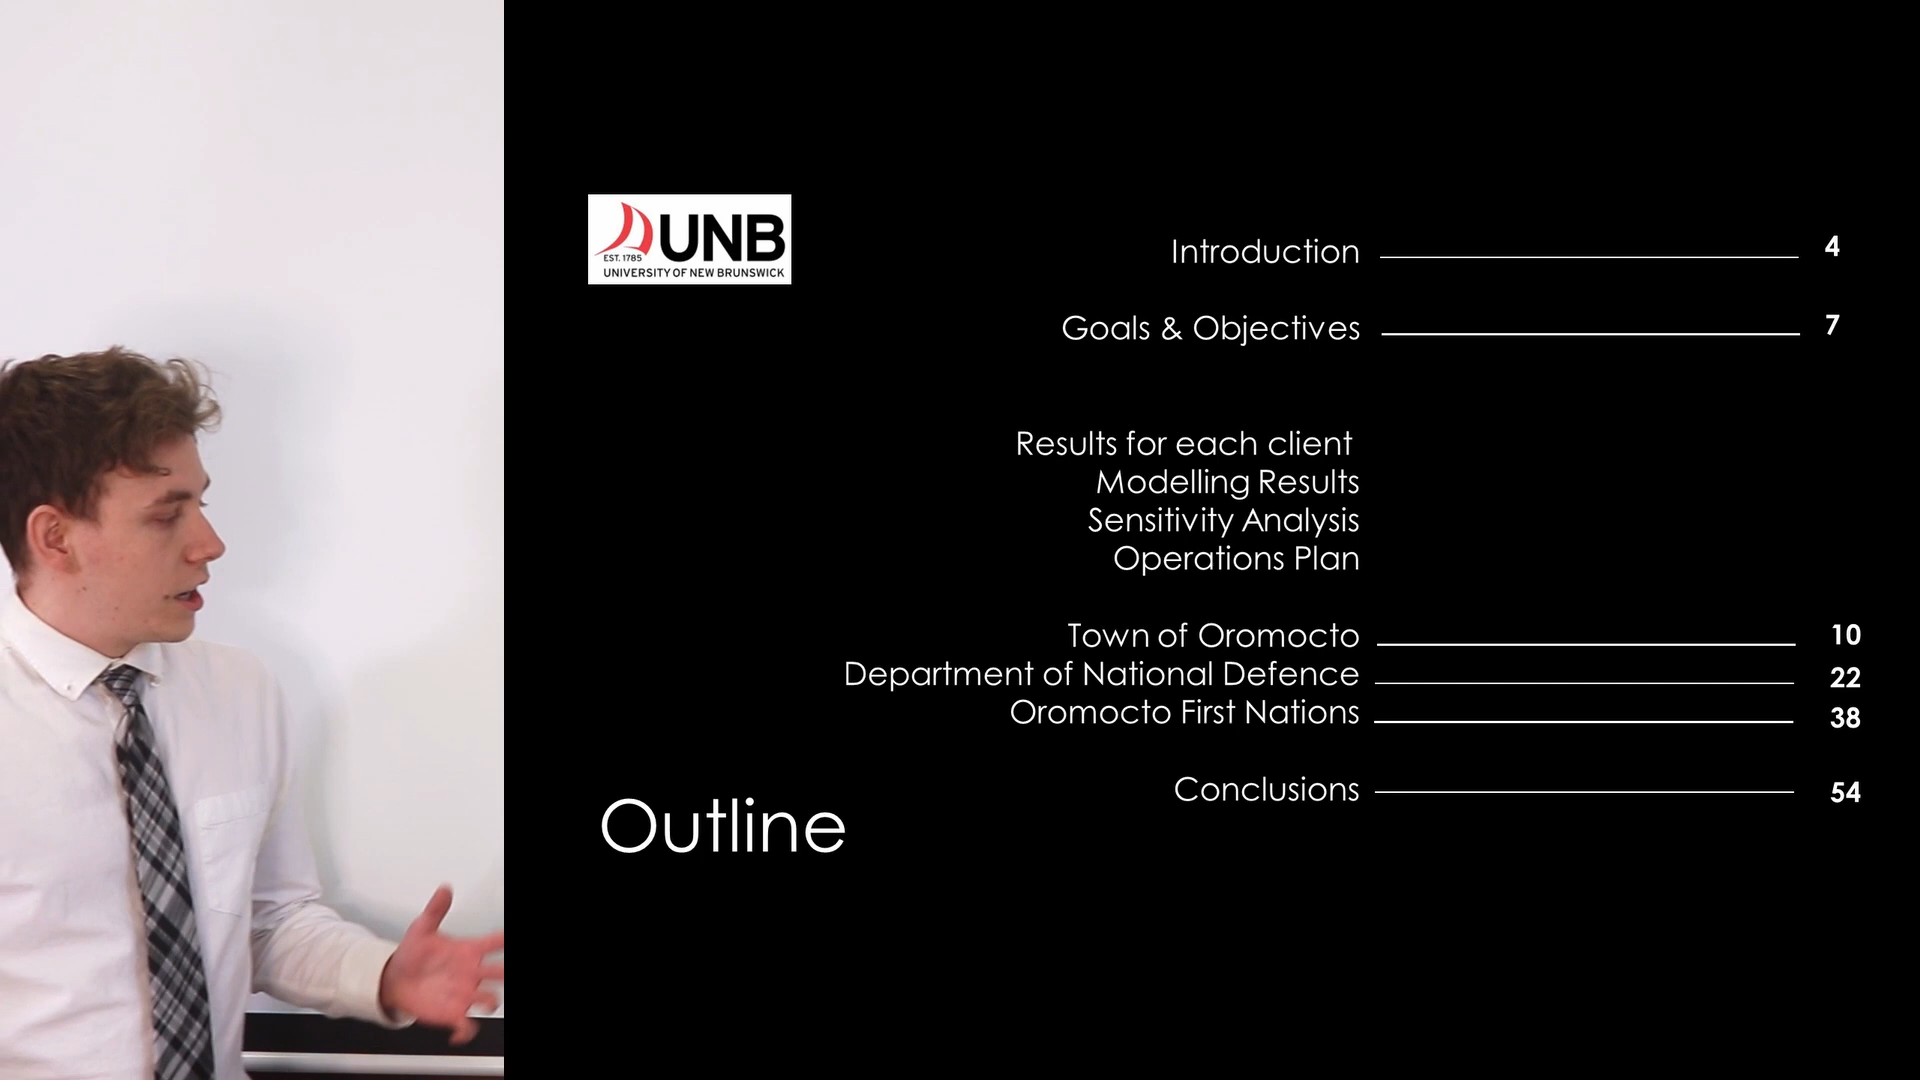 UNB
EST. 1785
UNIVERSITY OF NEW BRUNSWICK
Introduction 4
Goals & Objectives 7
Results for each client
Modelling Results
Sensitivity Analysis
Operations Plan
Town of Oromocto 10
Department of National Defence 22
Oromocto First Nations 38
Conclusions 54
Outline